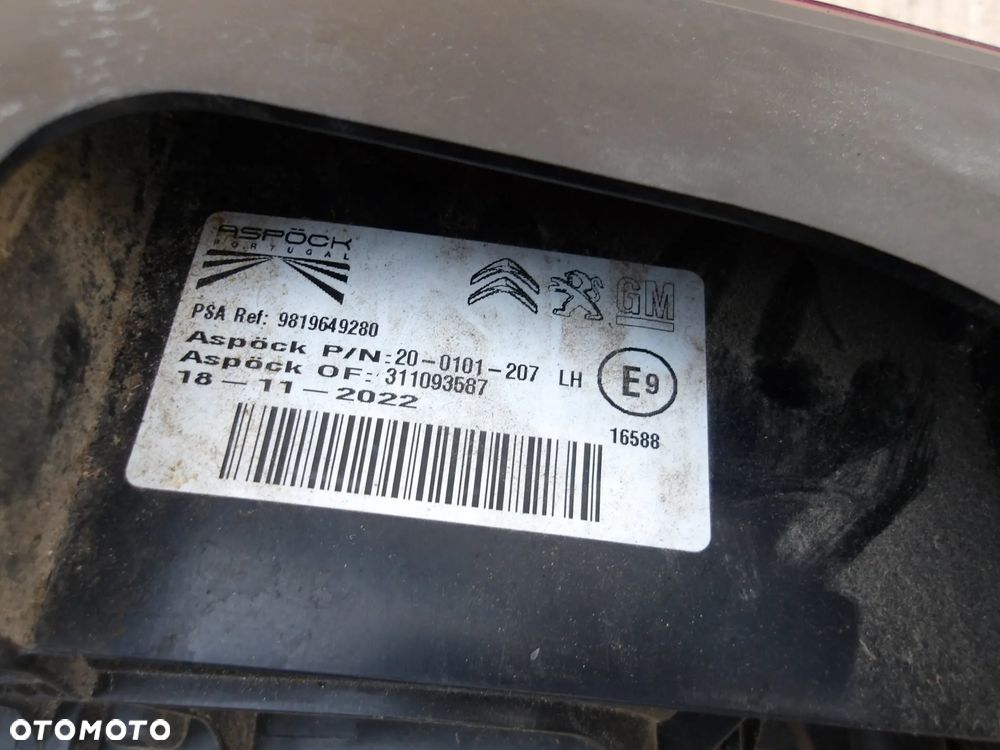 ASPÖCK
PORTUGAL
GM
PSA Ref: 9819649280
Aspöck P/N: 20-0101-207 LH
Aspöck OF: 311093587
E9
18-11-2022
16588
OTOMOTO